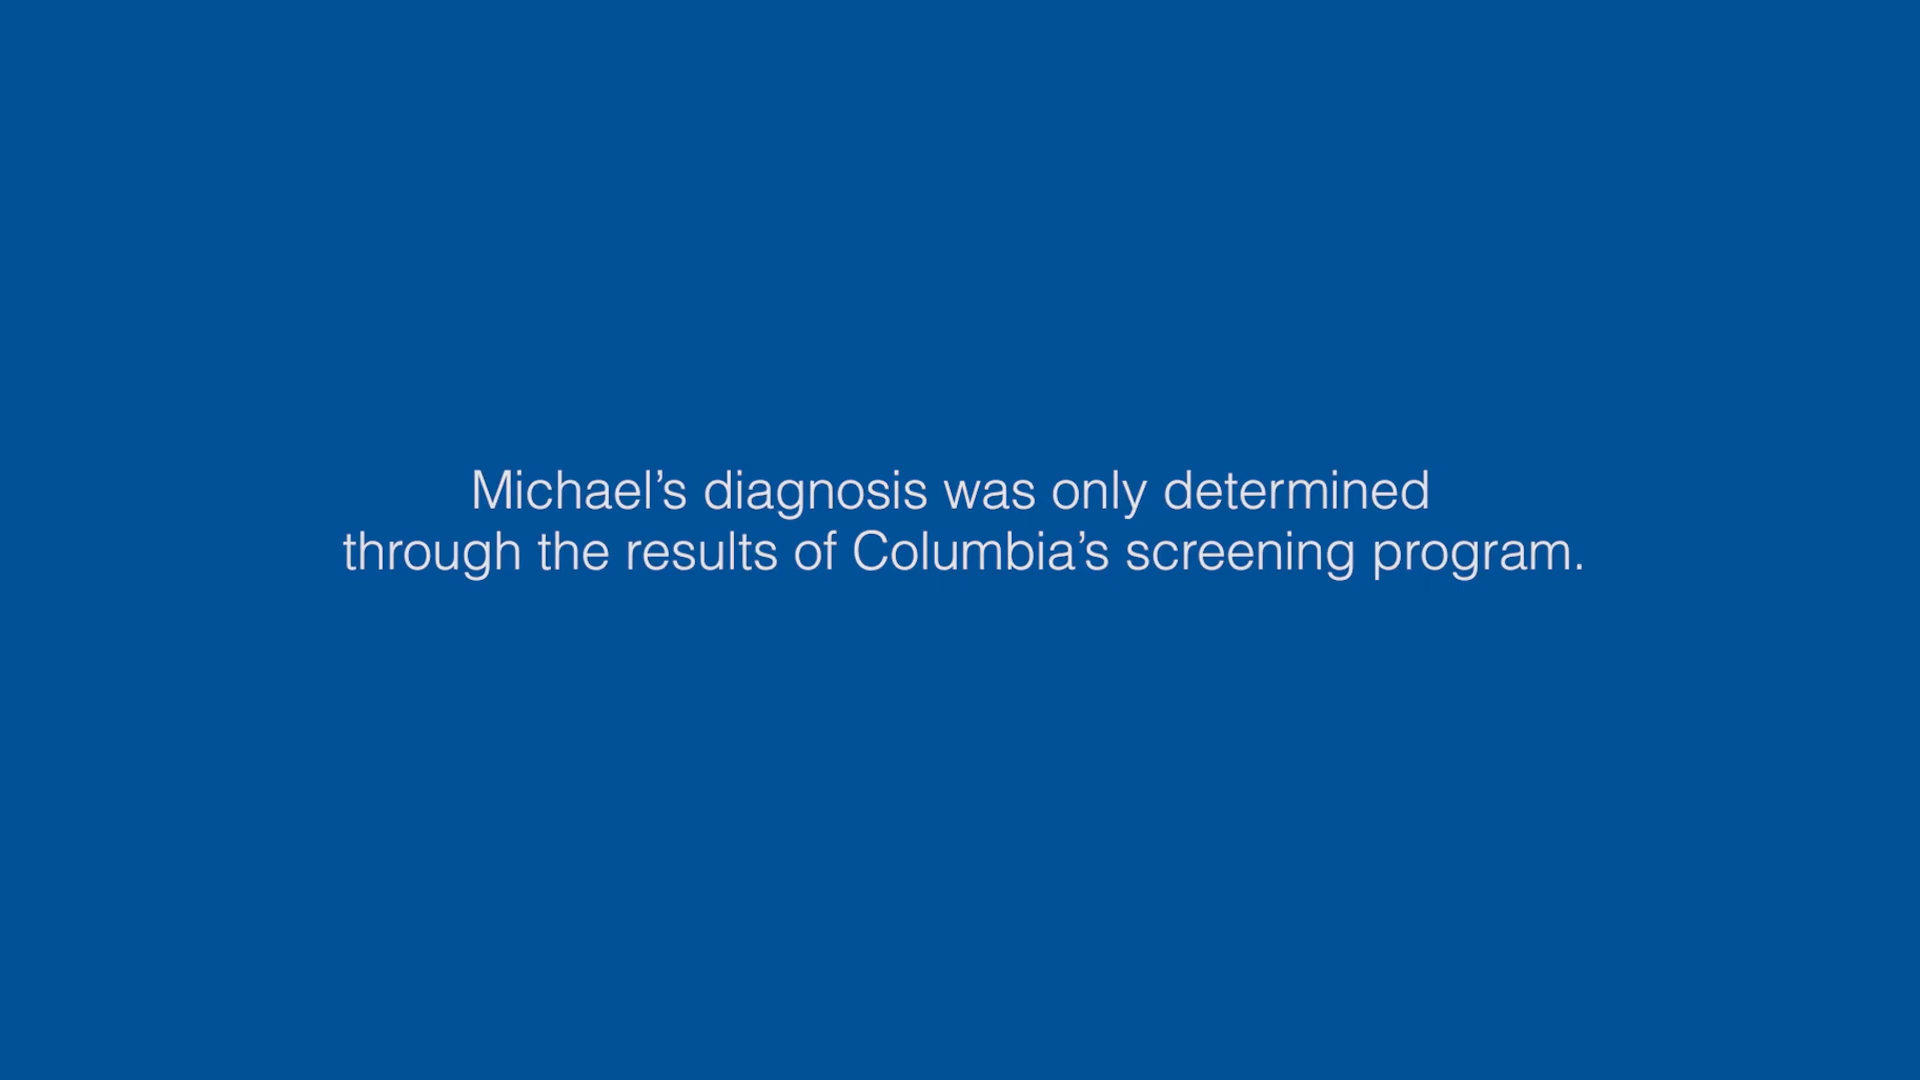 Michael’s diagnosis was only determined
through the results of Columbia’s screening program.